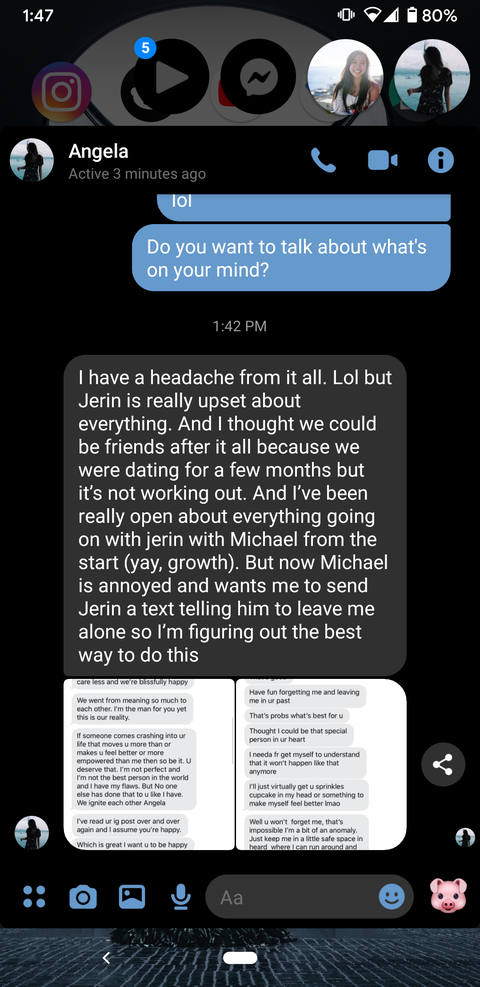 1:47
80%
5
Angela
Active 3 minutes ago
lol
Do you want to talk about what's
on your mind?
1:42 PM
I have a headache from it all. Lol but
Jerin is really upset about
everything. And I thought we could
be friends after it all because we
were dating for a few months but
it's not working out. And I've been
really open about everything going
on with jerin with Michael from the
start (yay, growth). But now Michael
is annoyed and wants me to send
Jerin a text telling him to leave me
alone so I'm figuring out the best
way to do this
care less and we're blissfully happy
We went from meaning so much to
each other. I'm the man for you yet
this is our reality.
If someone comes crashing into ur
life that moves u more than or
makes u feel better or more
empowered than me then so be it. U
deserve that. I'm not perfect and
I'm not the best person in the world
and I have my flaws. But No one
else has done that to u like I have.
We ignite each other Angela
I've read ur ig post over and over
again and I assume you're happy.
Which is great I want u to be happy
Have fun forgetting me and leaving
me in ur past
That's probs what's best for u
Thought I could be that special
person in ur heart
I needa fr get myself to understand
that it won't happen like that
anymore
I'll just virtually get u sprinkles
cupcake in my head or something to
make myself feel better lmao
Well u won't forget me, that's
impossible I'm a bit of an anomaly.
Just keep me in a little safe space in
heard where I can run around and
Aa